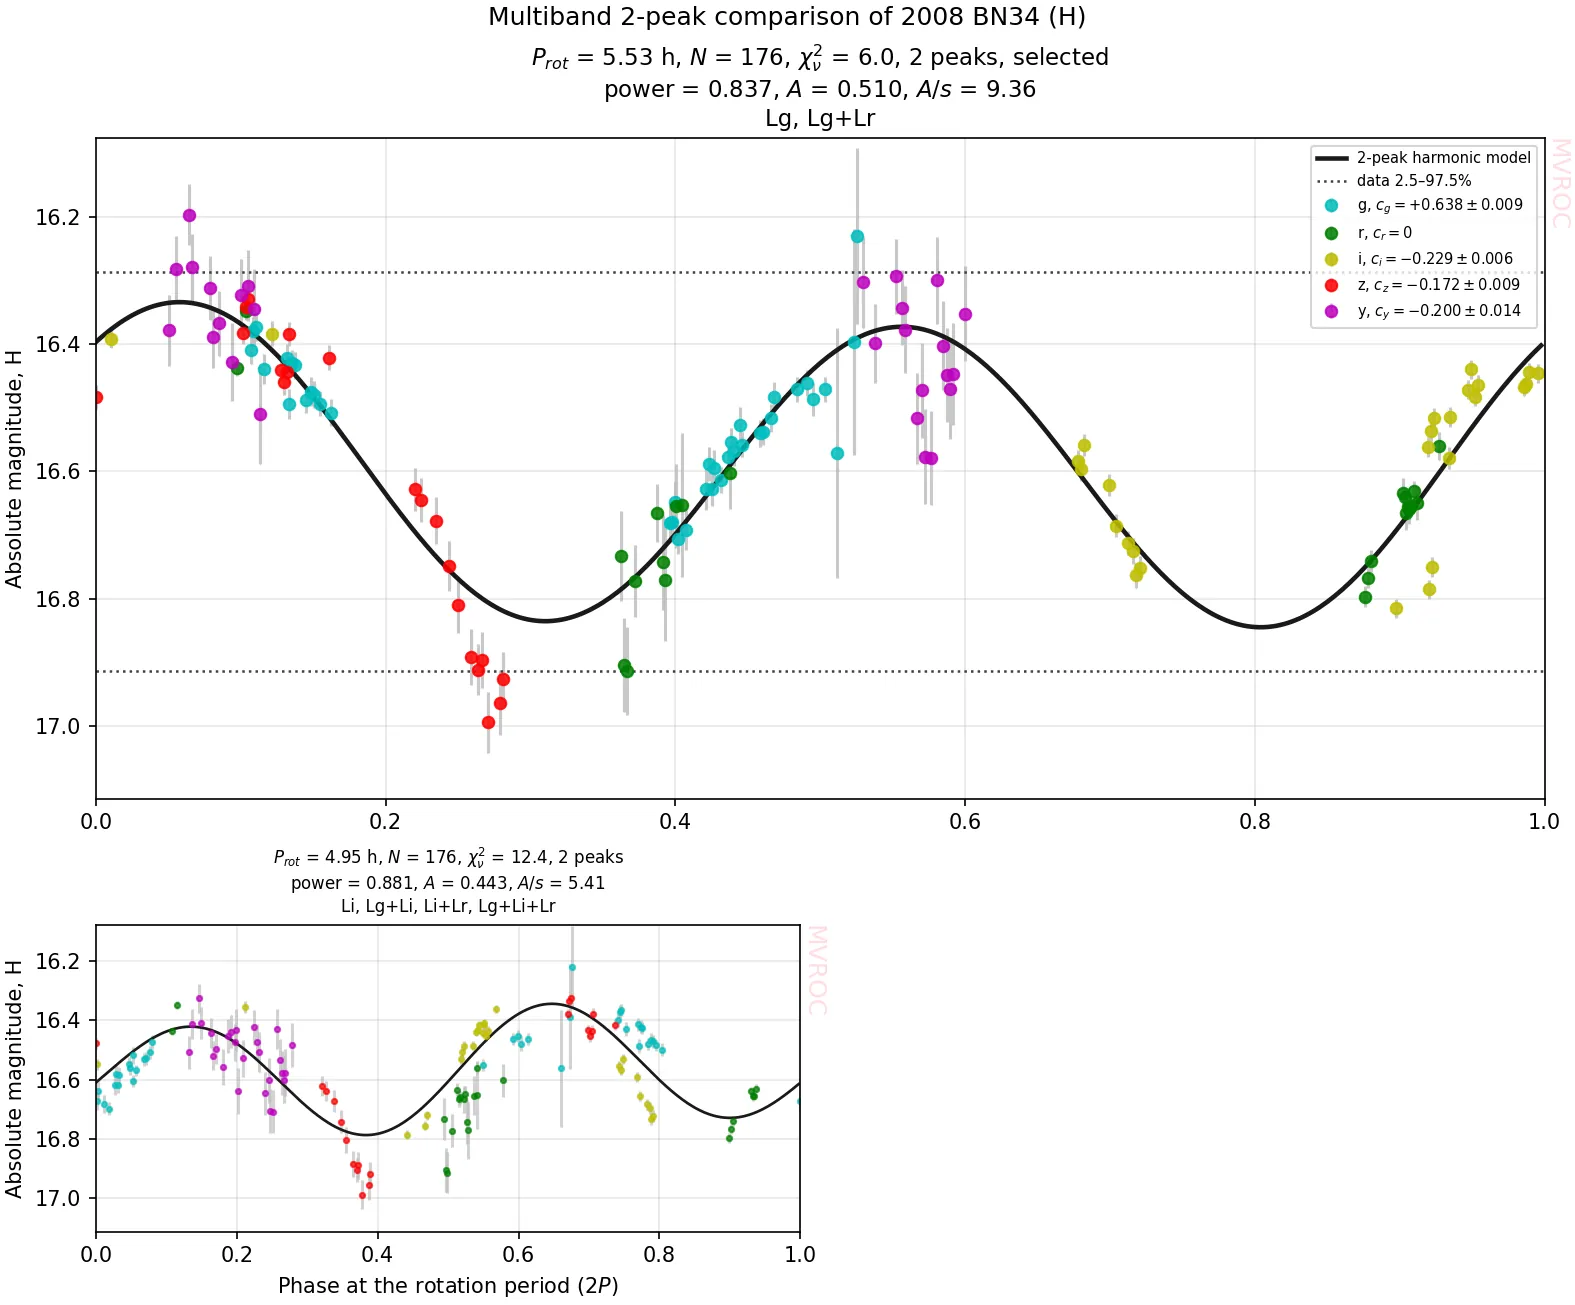 Multiband 2-peak comparison of 2008 BN34 (H)
P_rot = 5.53 h, N = 176, χ²_ν = 6.0, 2 peaks, selected
power = 0.837, A = 0.510, A/s = 9.36
Lg, Lg+Lr
MVROC
2-peak harmonic model
data 2.5–97.5%
g, c_g = +0.638 ± 0.009
r, c_r = 0
i, c_i = −0.229 ± 0.006
z, c_z = −0.172 ± 0.009
y, c_y = −0.200 ± 0.014
Absolute magnitude, H
16.2
16.4
16.6
16.8
17.0
0.0 0.2 0.4 0.6 0.8 1.0
P_rot = 4.95 h, N = 176, χ²_ν = 12.4, 2 peaks
power = 0.881, A = 0.443, A/s = 5.41
Li, Lg+Li, Li+Lr, Lg+Li+Lr
MVROC
Absolute magnitude, H
16.2
16.4
16.6
16.8
17.0
0.0 0.2 0.4 0.6 0.8 1.0
Phase at the rotation period (2P)